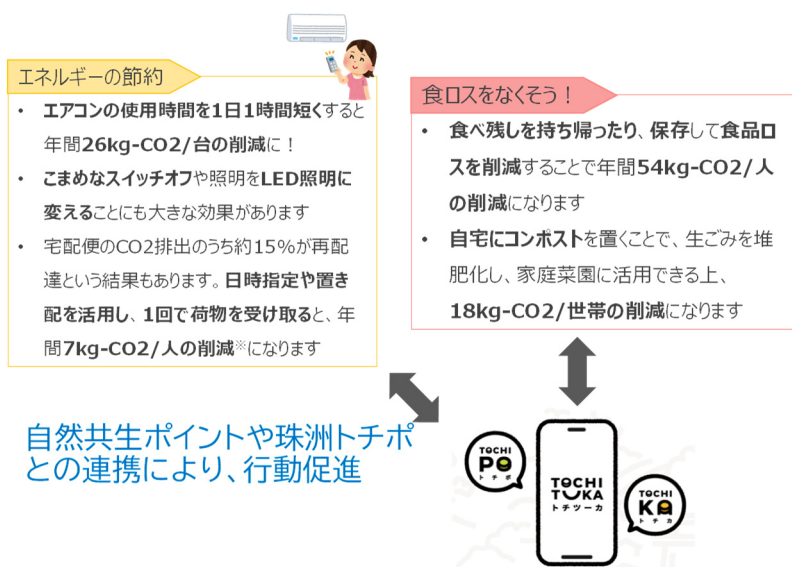 エネルギーの節約
• エアコンの使用時間を1日1時間短くすると
年間26kg-CO2/台の削減に！
• こまめなスイッチオフや照明をLED照明に
変えることにも大きな効果があります
• 宅配便のCO2排出のうち約15%が再配
達という結果もあります。日時指定や置き
配を活用し、1回で荷物を受け取ると、年
間7kg-CO2/人の削減※になります
食ロスをなくそう！
• 食べ残しを持ち帰ったり、保存して食品ロ
スを削減することで年間54kg-CO2/人
の削減になります
• 自宅にコンポストを置くことで、生ごみを堆
肥化し、家庭菜園に活用できる上、
18kg-CO2/世帯の削減になります
自然共生ポイントや珠洲トチポ
との連携により、行動促進
TOCHI
PO
トチポ
TOCHI
TUKA
トチツーカ
TOCHI
KA
トチカ